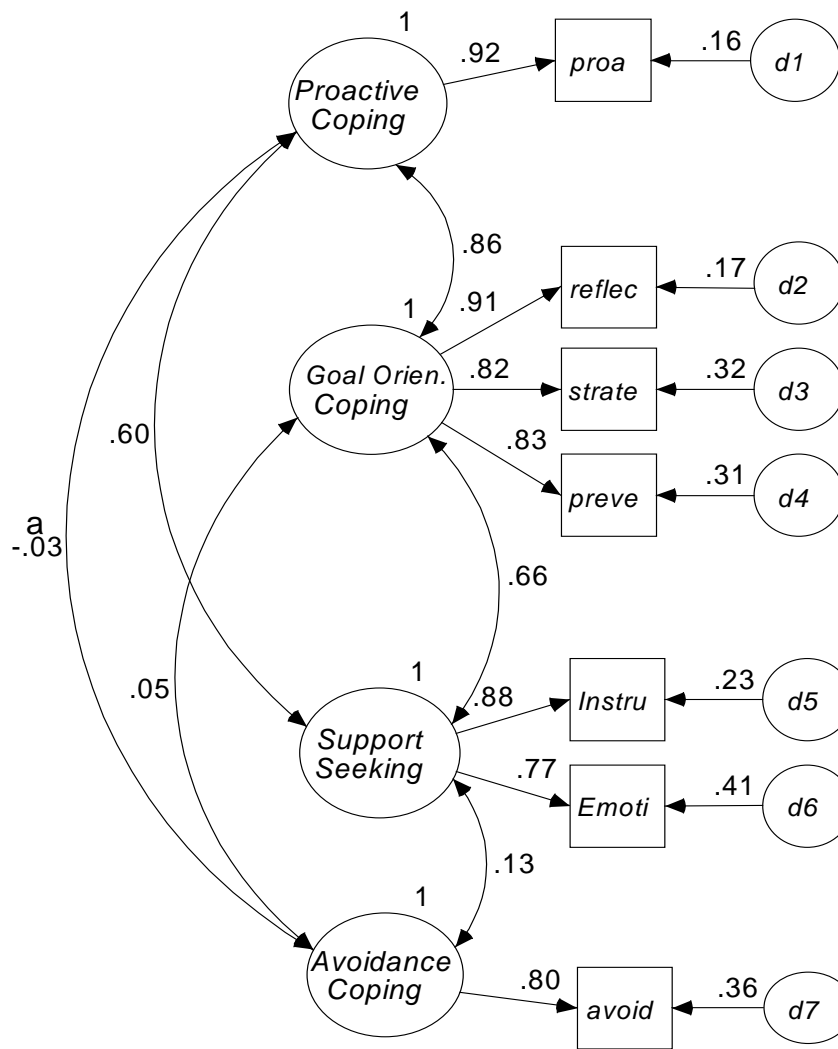 1
.92
proa
.16
d1
Proactive
Coping
.86
1
.91
reflec
.17
d2
Goal Orien.
Coping
.82
strate
.32
d3
.60
.83
preve
.31
d4
a
-.03
.66
.05
1
.88
Instru
.23
d5
Support
Seeking
.77
Emoti
.41
d6
.13
1
Avoidance
Coping
.80
avoid
.36
d7